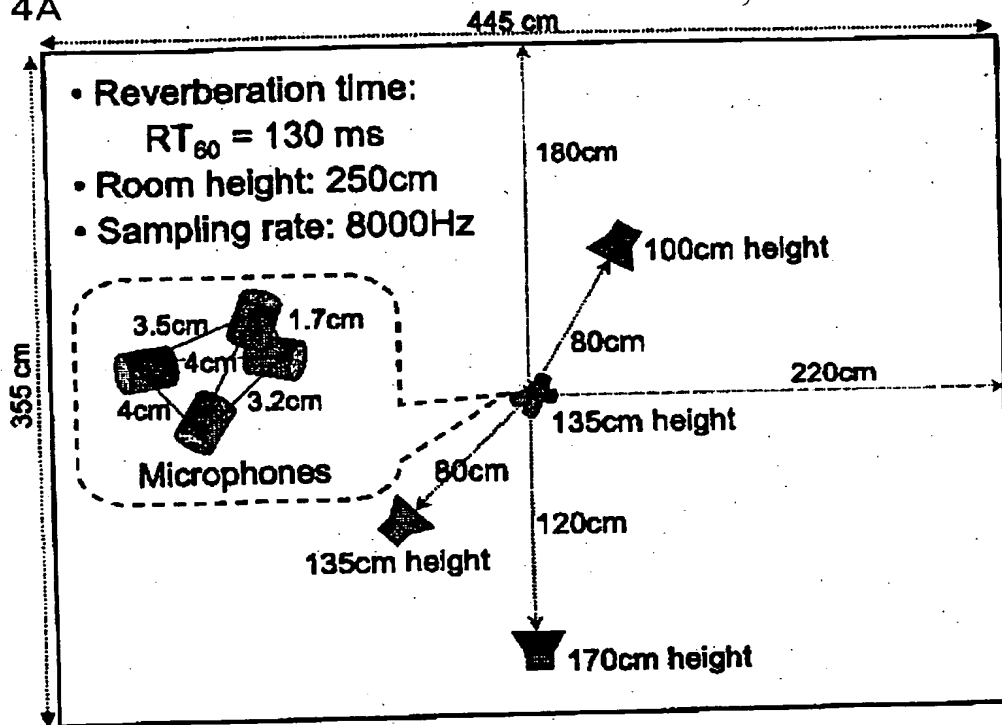 4A
445 cm
• Reverberation time:
RT60 = 130 ms
• Room height: 250cm
• Sampling rate: 8000Hz
180cm
100cm height
3.5cm
1.7cm
4cm
80cm
220cm
355 cm
4cm
3.2cm
135cm height
Microphones
80cm
120cm
135cm height
170cm height